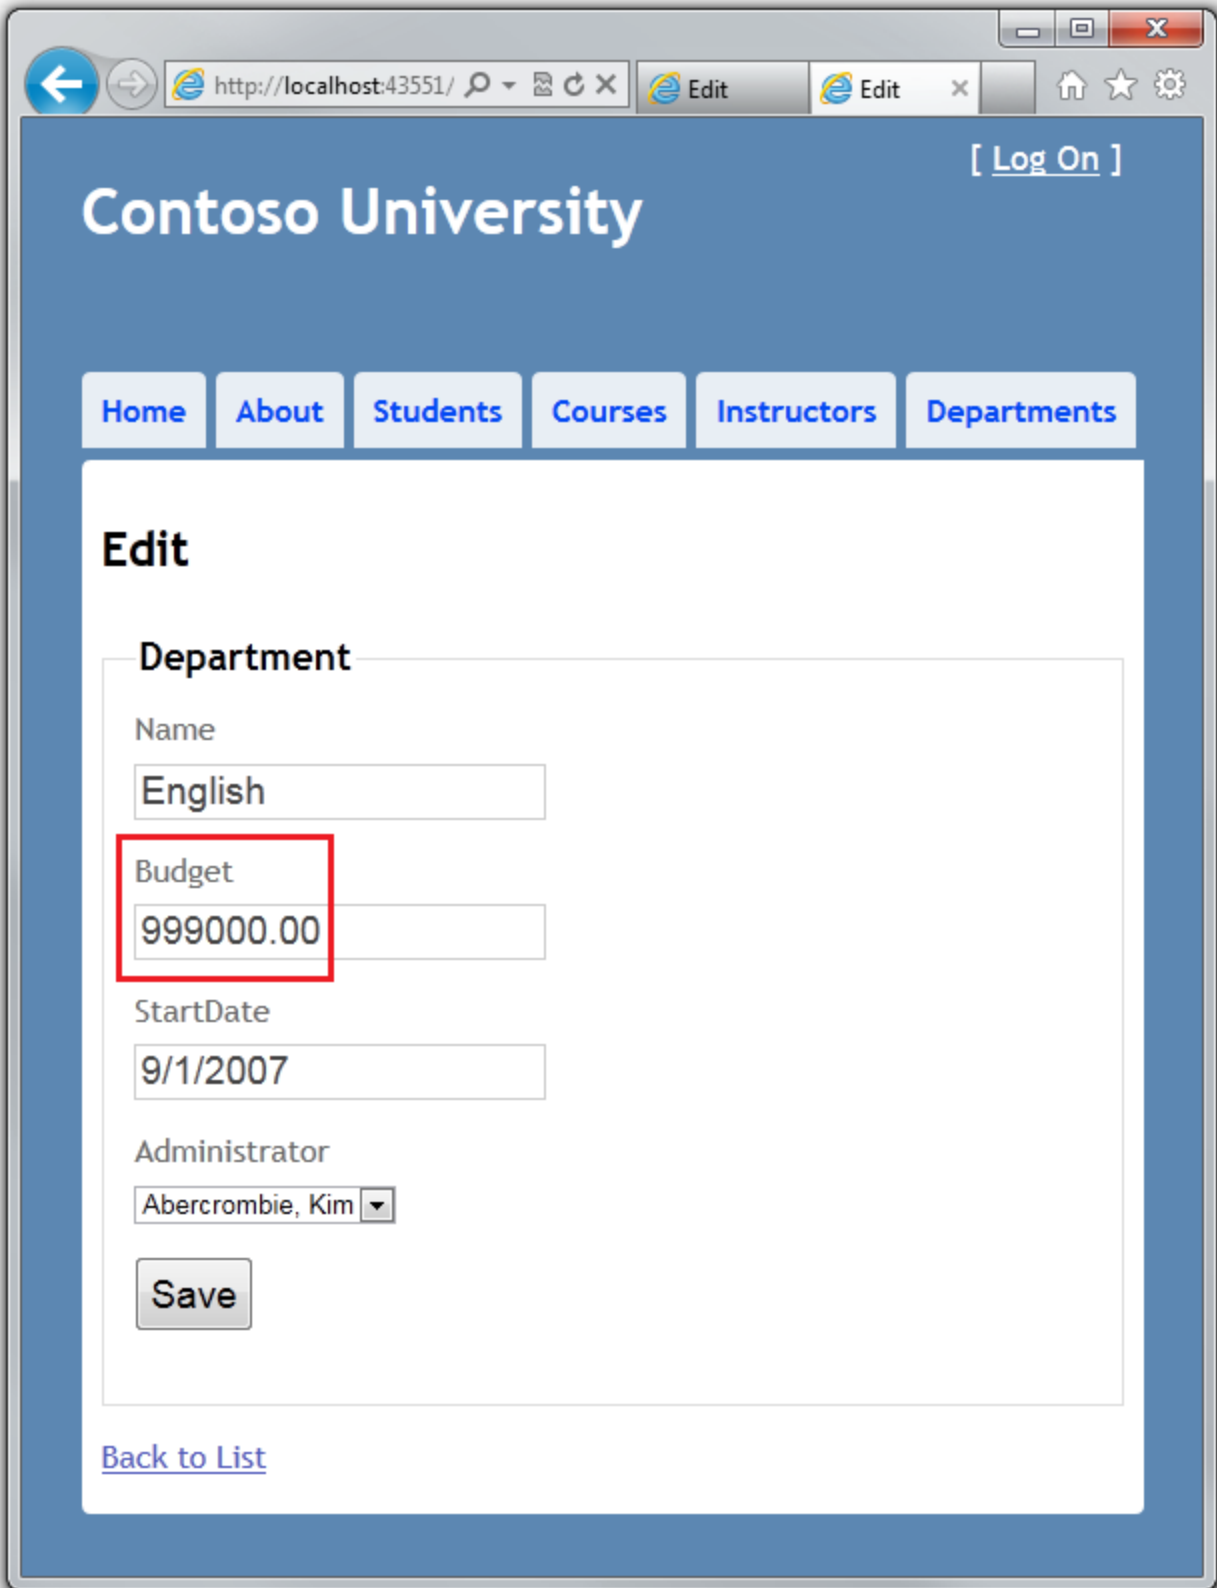 http://localhost:43551/
Edit
Edit
[ Log On ]
Contoso University
Home
About
Students
Courses
Instructors
Departments
Edit
Department
Name
English
Budget
999000.00
StartDate
9/1/2007
Administrator
Abercrombie, Kim
Save
Back to List